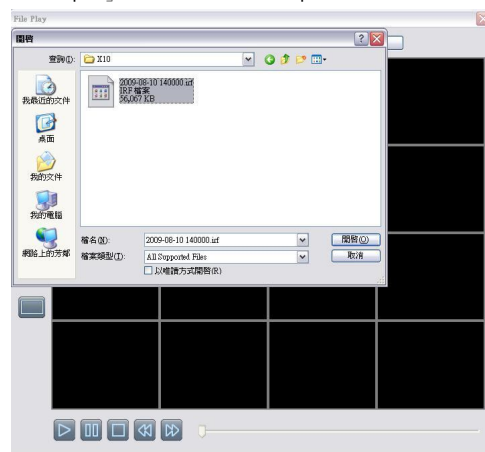 File Play
開啓
查詢(I):
X10
2009-08-10 140000.irf
IRF 檔案
56,067 KB
我最近的文件
桌面
我的文件
我的電腦
網路上的芳鄰
檔名(N):
2009-08-10 140000.irf
開啓(O)
檔案類型(T):
All Supported Files
取消
以唯讀方式開啓(R)